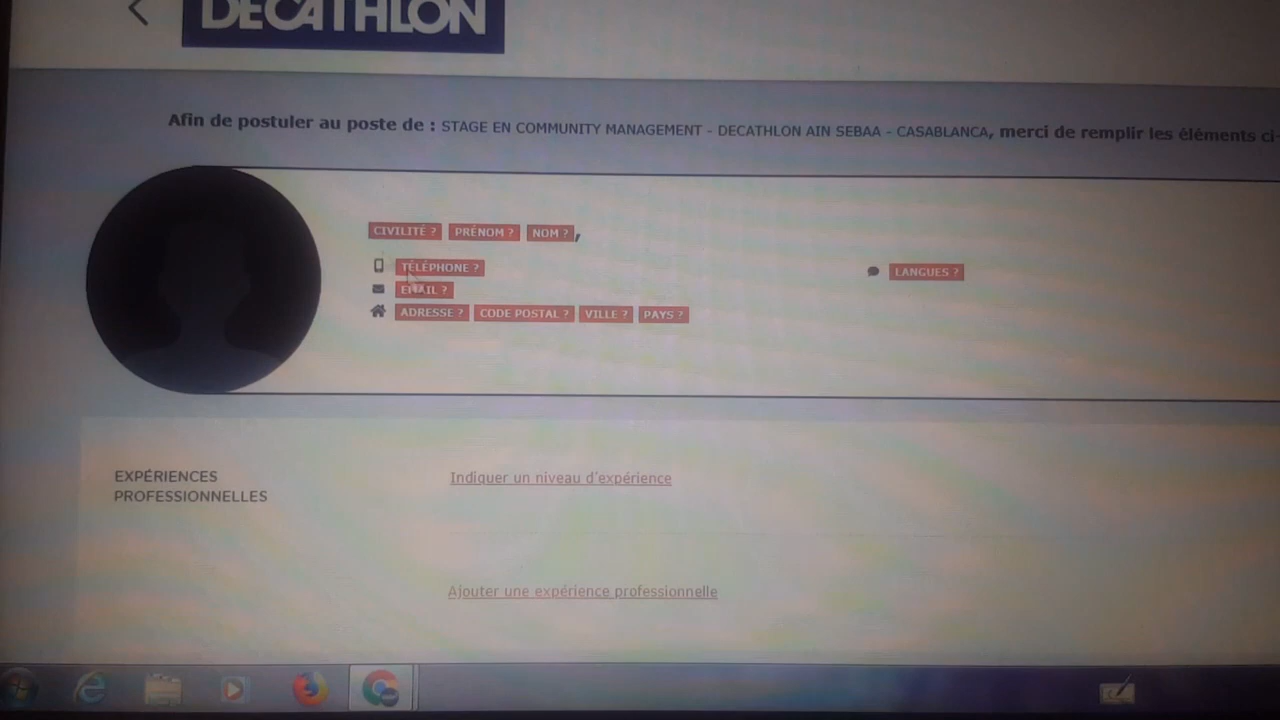 DECATHLON
Afin de postuler au poste de : STAGE EN COMMUNITY MANAGEMENT - DECATHLON AIN SEBAA - CASABLANCA, merci de remplir les éléments ci
CIVILITÉ ? PRÉNOM ? NOM ? ,
TÉLÉPHONE ?
LANGUES ?
EMAIL ?
ADRESSE ? CODE POSTAL ? VILLE ? PAYS ?
EXPÉRIENCES
PROFESSIONNELLES
Indiquer un niveau d'expérience
Ajouter une expérience professionnelle